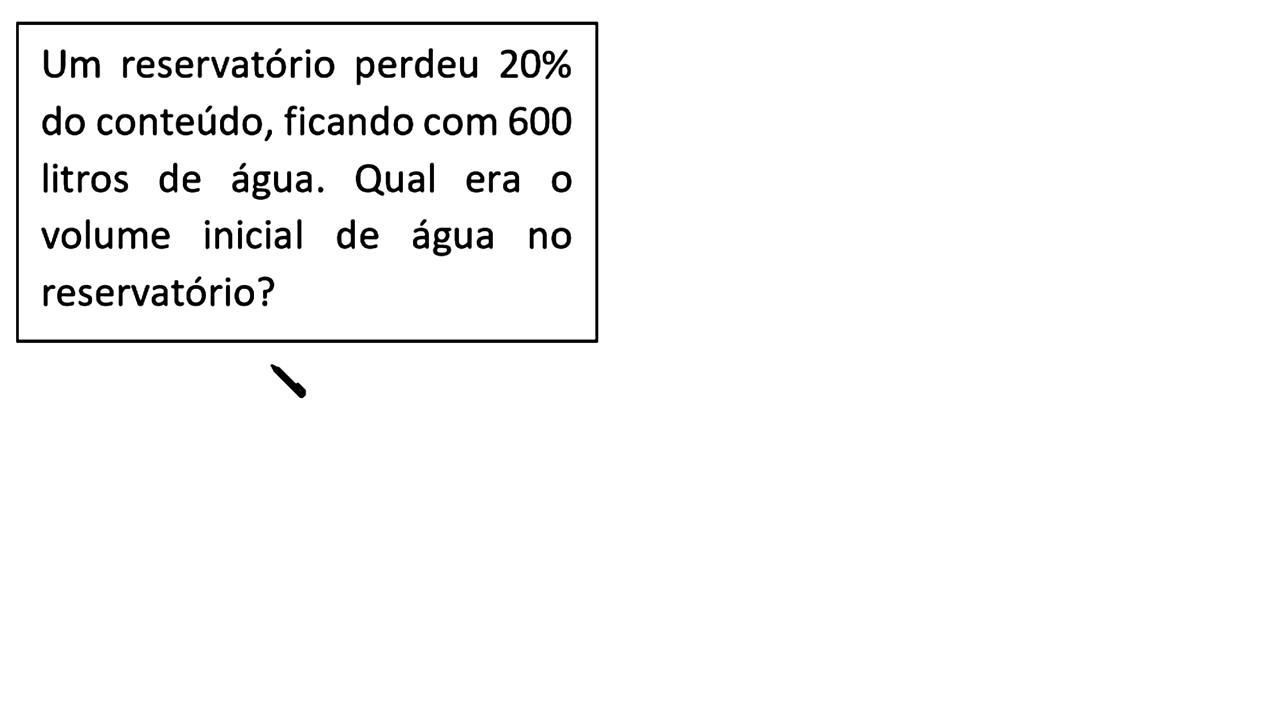 Um reservatório perdeu 20%
do conteúdo, ficando com 600
litros de água. Qual era o
volume inicial de água no
reservatório?